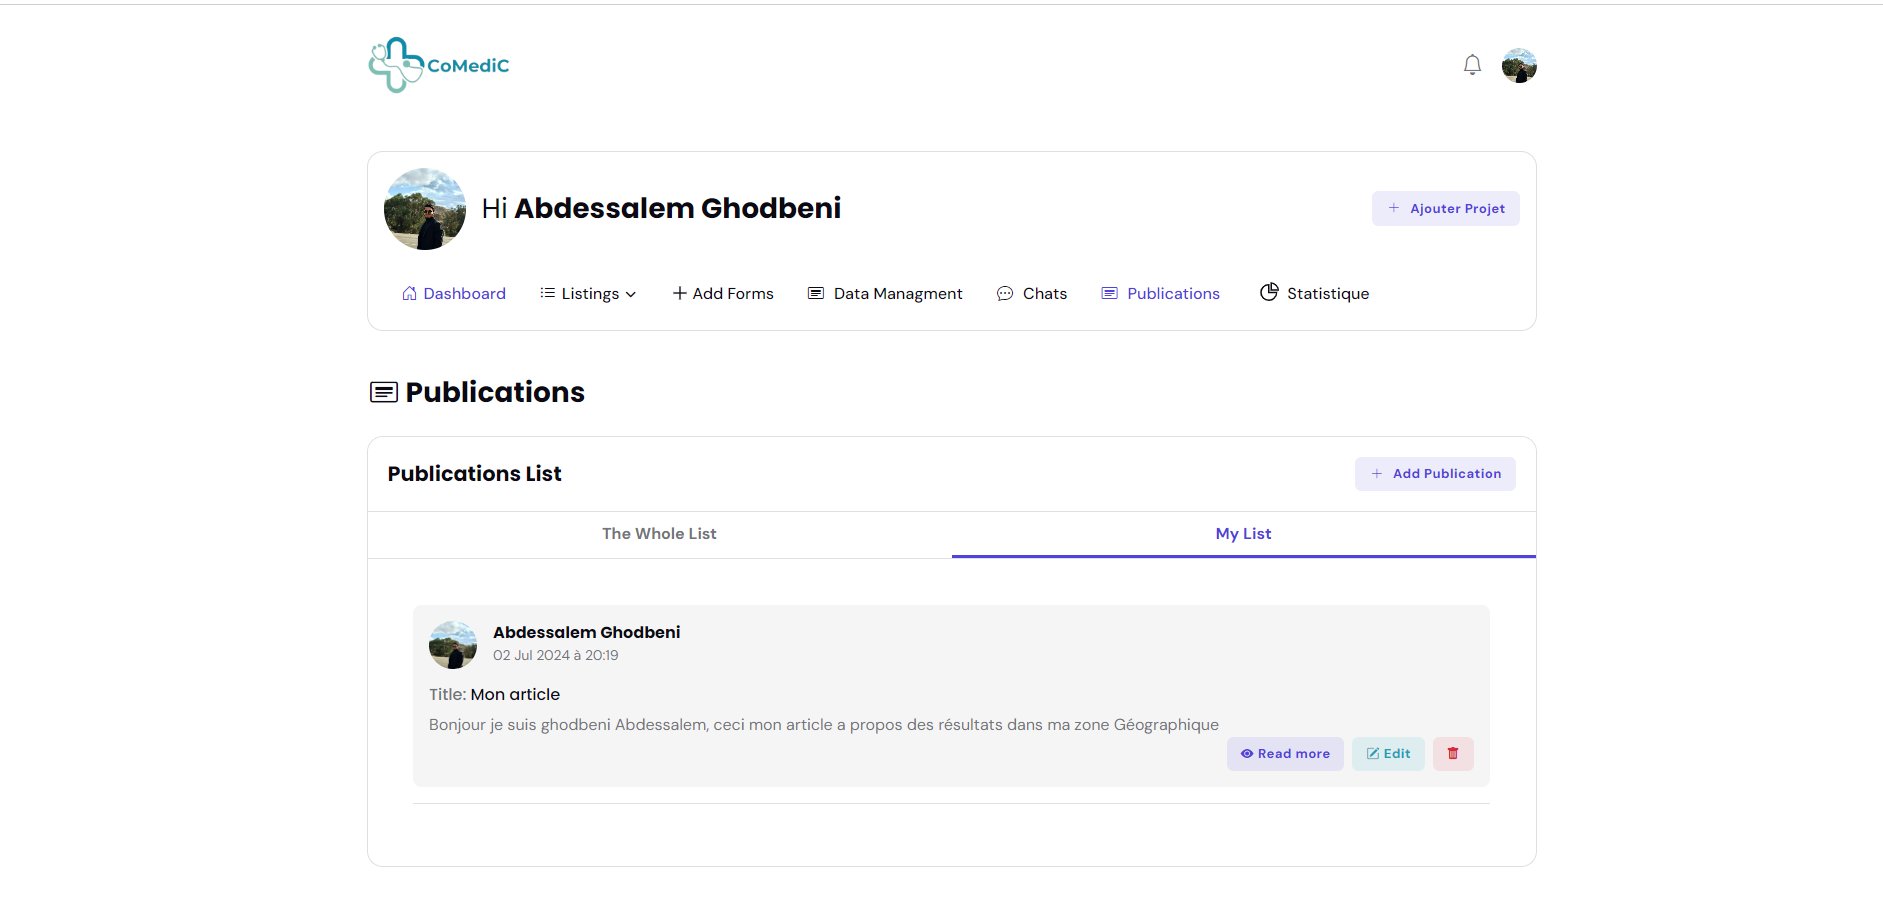 CoMediC
Hi Abdessalem Ghodbeni
+ Ajouter Projet
Dashboard Listings + Add Forms Data Managment Chats Publications Statistique
Publications
Publications List
+ Add Publication
The Whole List My List
Abdessalem Ghodbeni
02 Jul 2024 à 20:19
Title: Mon article
Bonjour je suis ghodbeni Abdessalem, ceci mon article a propos des résultats dans ma zone Géographique
Read more Edit